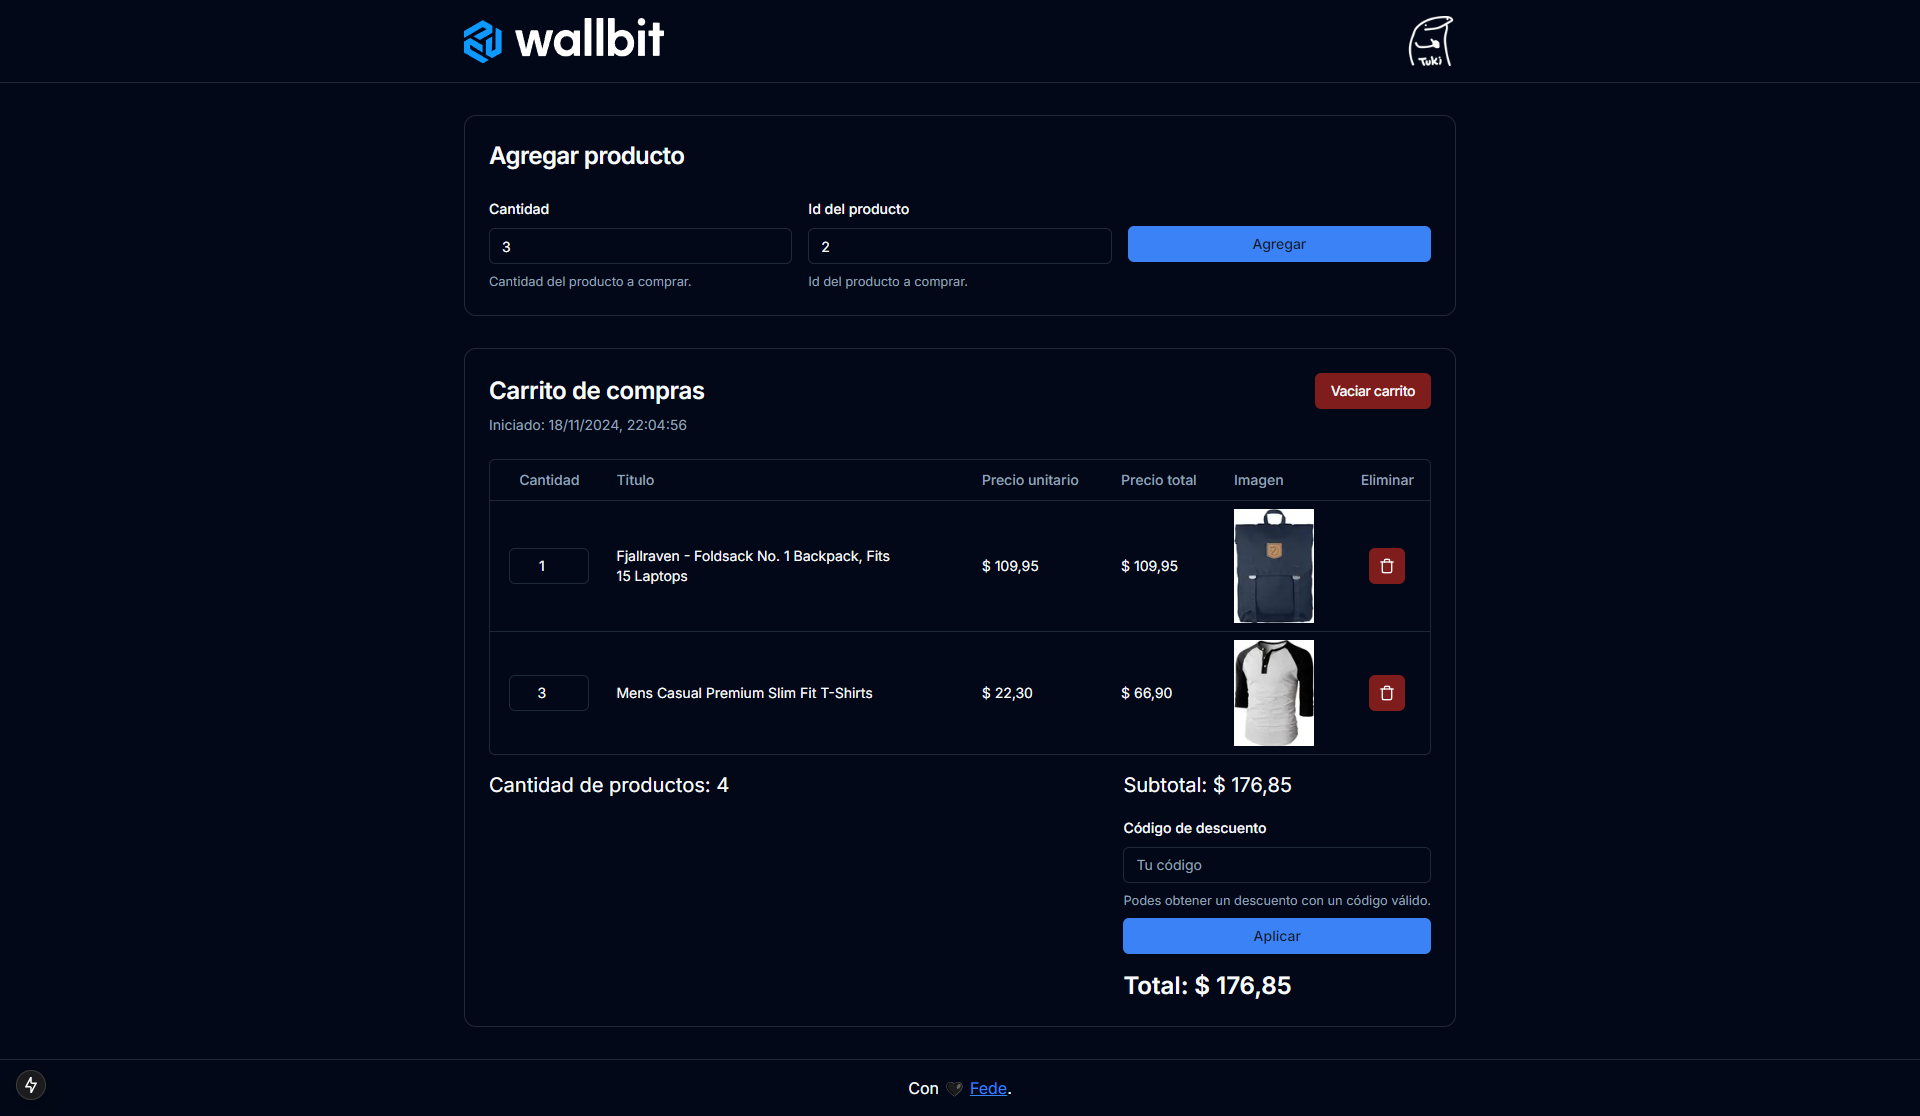 wallbit
Tuki
Agregar producto
Cantidad
Id del producto
3
2
Agregar
Cantidad del producto a comprar.
Id del producto a comprar.
Carrito de compras
Vaciar carrito
Iniciado: 18/11/2024, 22:04:56
Cantidad Titulo Precio unitario Precio total Imagen Eliminar
1 Fjallraven - Foldsack No. 1 Backpack, Fits
15 Laptops $ 109,95 $ 109,95
3 Mens Casual Premium Slim Fit T-Shirts $ 22,30 $ 66,90
Cantidad de productos: 4
Subtotal: $ 176,85
Código de descuento
Tu código
Podes obtener un descuento con un código válido.
Aplicar
Total: $ 176,85
Con 🖤 Fede.